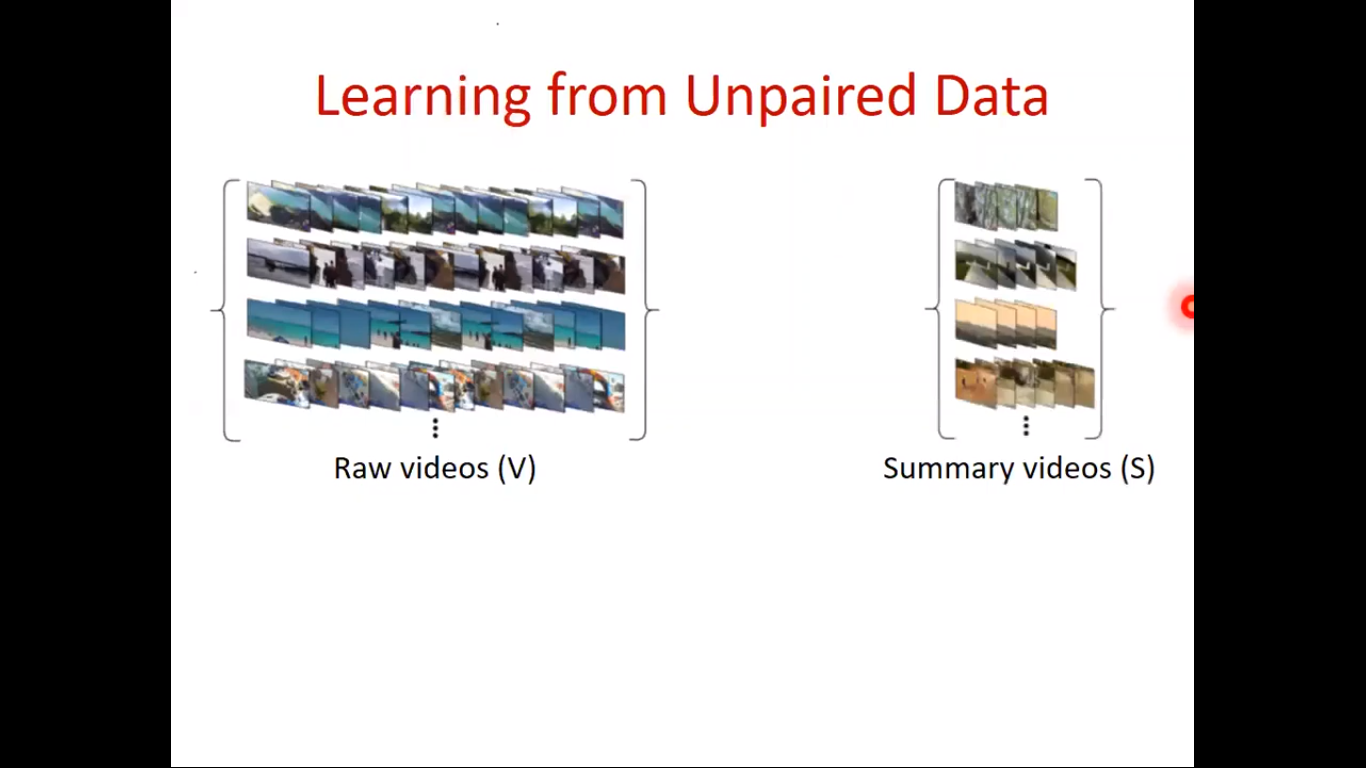 Learning from Unpaired Data
Raw videos (V)
Summary videos (S)